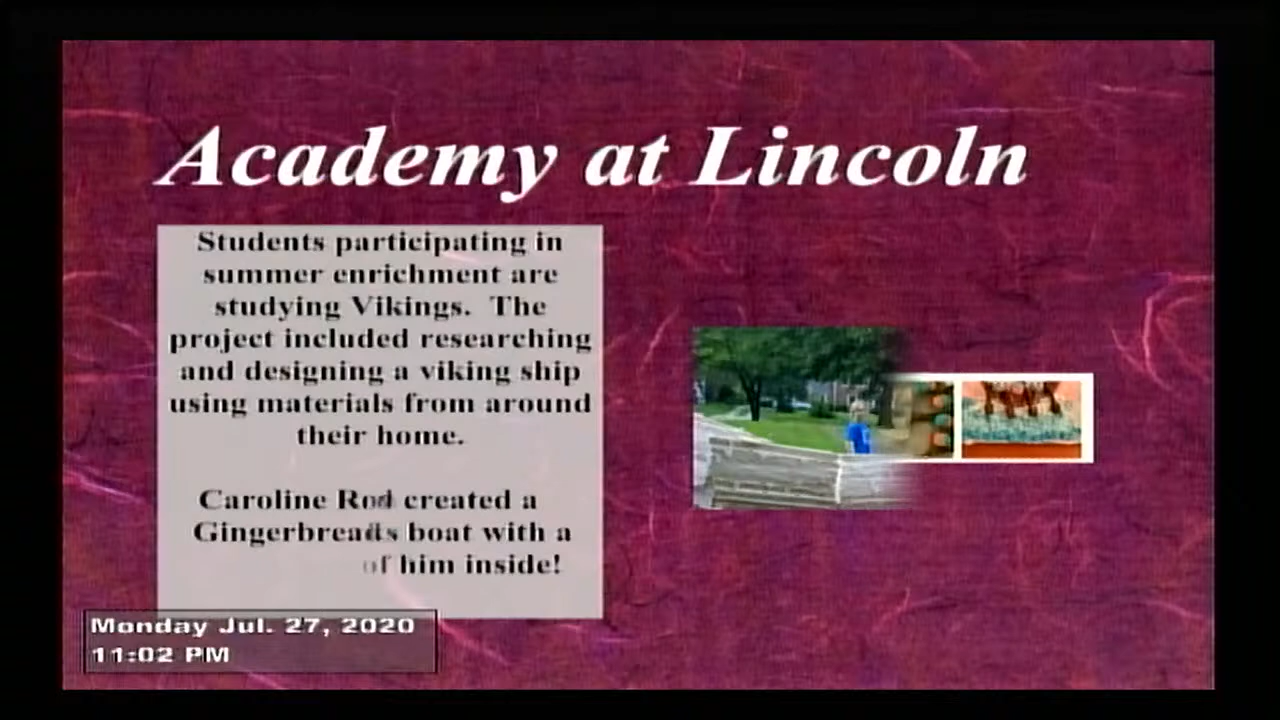 Academy at Lincoln
Students participating in
summer enrichment are
studying Vikings. The
project included researching
and designing a viking ship
using materials from around
their home.
Caroline created a
boat with a
of him inside!
Monday Jul. 27, 2020
11:02 PM